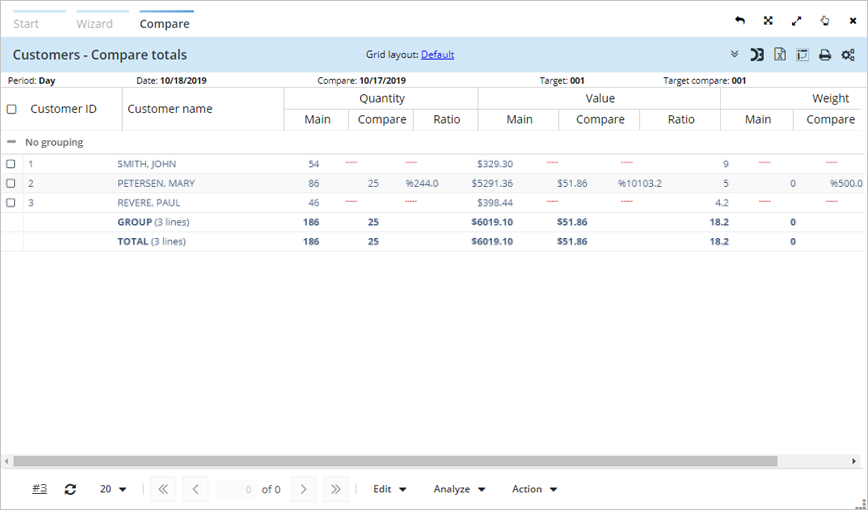 Start Wizard Compare
Customers - Compare totals Grid layout: Default
Period: Day Date: 10/18/2019 Compare: 10/17/2019 Target: 001 Target compare: 001
Customer ID Customer name Quantity Value Weight
Main Compare Ratio Main Compare Ratio Main Compare
No grouping
1 SMITH, JOHN 54 ----- ----- $329.30 ----- ----- 9 ----- -----
2 PETERSEN, MARY 86 25 %244.0 $5291.36 $51.86 %10103.2 5 0 %500.0
3 REVERE, PAUL 46 ----- ----- $398.44 ----- ----- 4.2 ----- -----
GROUP (3 lines) 186 25 $6019.10 $51.86 18.2 0
TOTAL (3 lines) 186 25 $6019.10 $51.86 18.2 0
#3 20 0 of 0 Edit Analyze Action